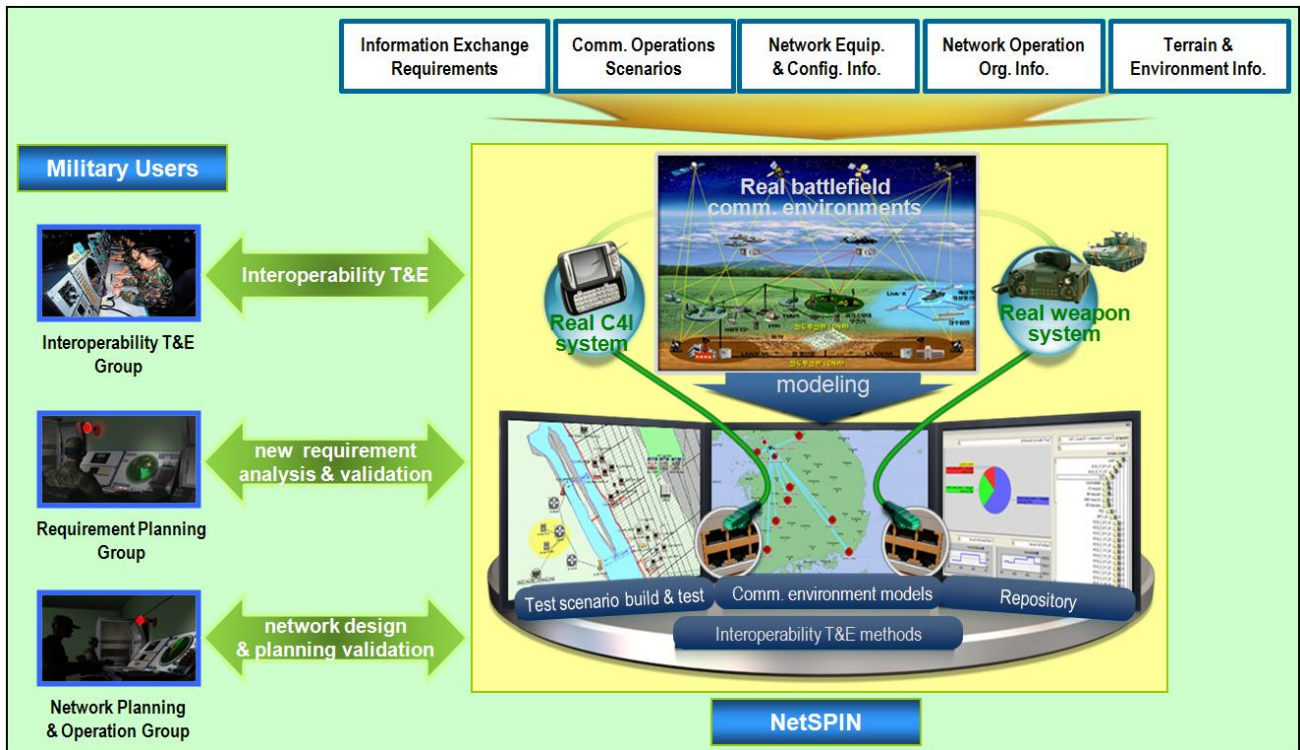 Information Exchange
Requirements
Comm. Operations
Scenarios
Network Equip.
& Config. Info.
Network Operation
Org. Info.
Terrain &
Environment Info.
Military Users
Interoperability T&E
Group
Requirement Planning
Group
Network Planning
& Operation Group
Interoperability T&E
new requirement
analysis & validation
network design
& planning validation
Real battlefield
comm. environments
Real C4I
system
Real weapon
system
Link-K
modeling
Test scenario build & test
Comm. environment models
Repository
Interoperability T&E methods
NetSPIN